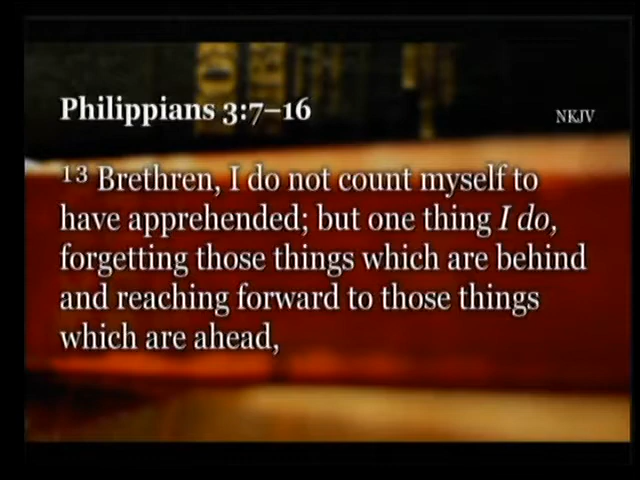 Philippians 3:7–16
NKJV
13 Brethren, I do not count myself to
have apprehended; but one thing I do,
forgetting those things which are behind
and reaching forward to those things
which are ahead,